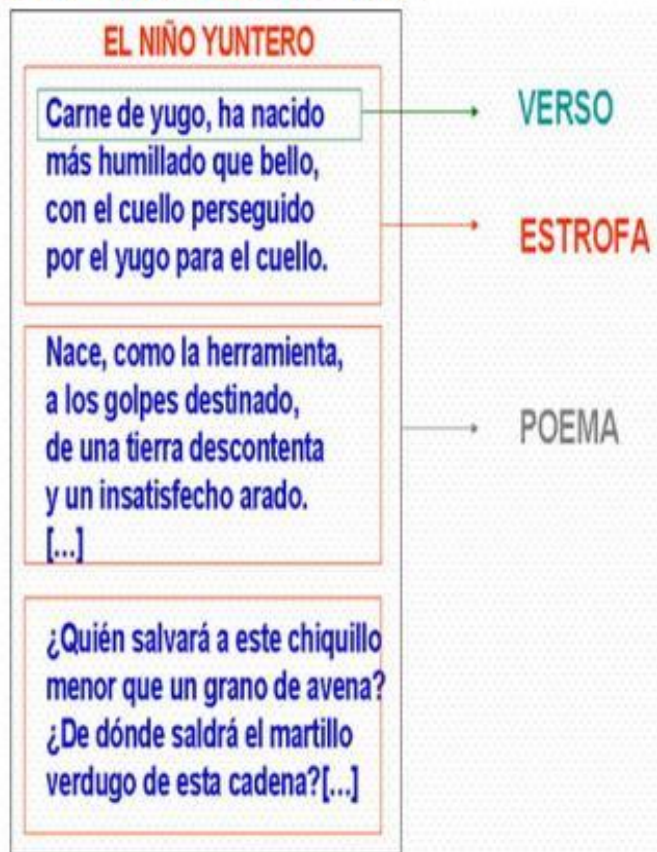 EL NIÑO YUNTERO
Carne de yugo, ha nacido
más humillado que bello,
con el cuello perseguido
por el yugo para el cuello.
Nace, como la herramienta,
a los golpes destinado,
de una tierra descontenta
y un insatisfecho arado.
[...]
¿Quién salvará a este chiquillo
menor que un grano de avena?
¿De dónde saldrá el martillo
verdugo de esta cadena?[...]
VERSO
ESTROFA
POEMA